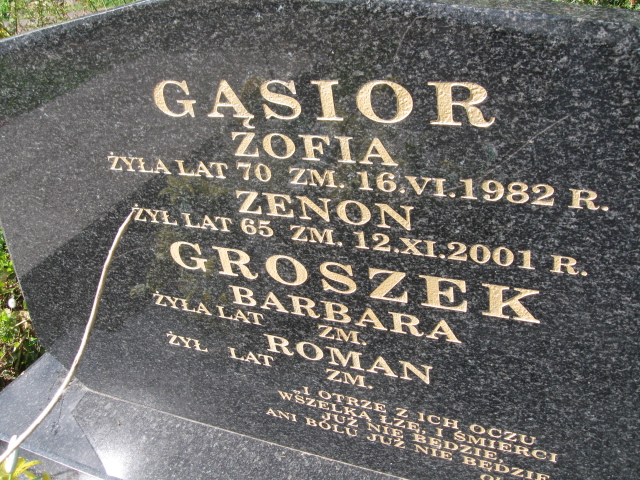 GĄSIOR
ZOFIA
ŻYŁA LAT 70 ZM. 16.VI.1982 R.
ZENON
ŻYŁ LAT 65 ZM. 12.XI.2001 R.
GROSZEK
BARBARA
ŻYŁA LAT ZM.
ROMAN
ŻYŁ LAT ZM.
„I OTRZE Z ICH OCZU
WSZELKĄ ŁZĘ, I ŚMIERCI
JUŻ NIE BĘDZIE,
ANI BÓLU JUŻ NIE BĘDZIE